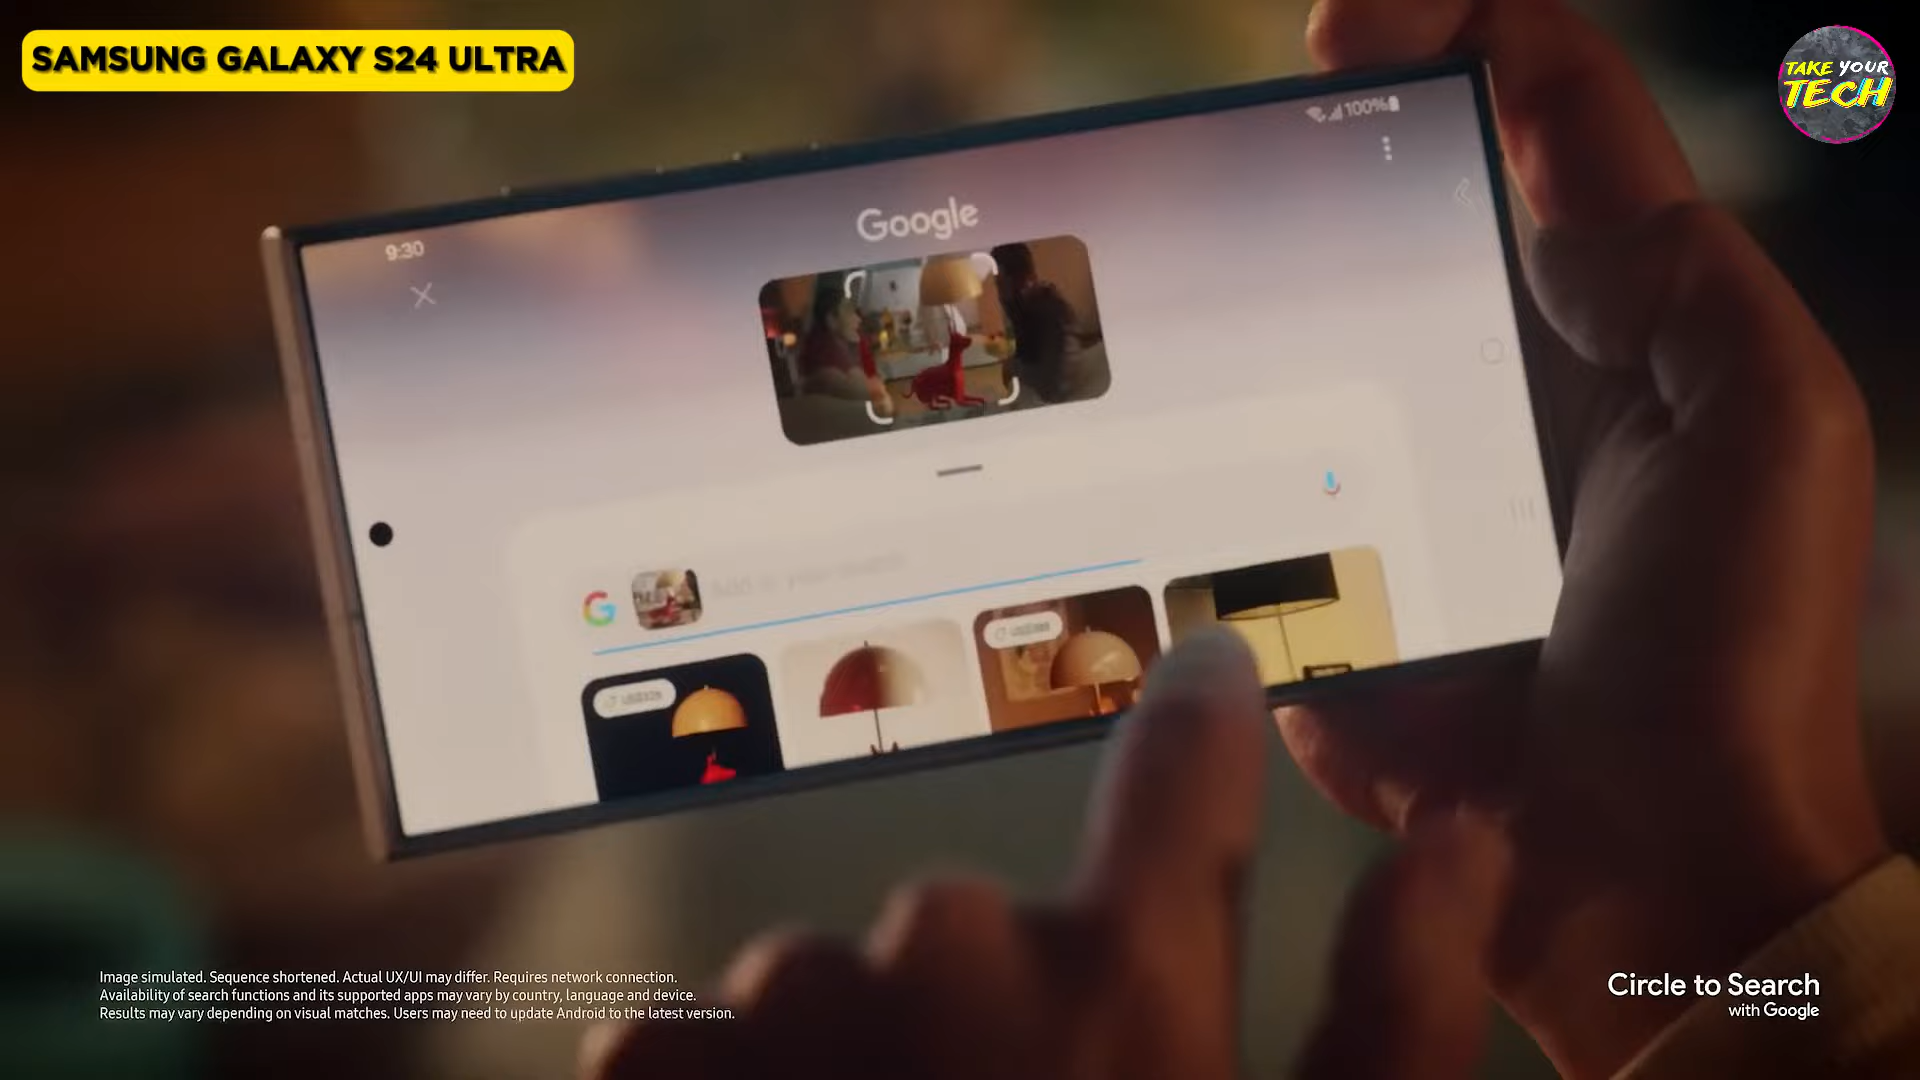 SAMSUNG GALAXY S24 ULTRA
TAKE YOUR
TECH
100%
Google
9:30
G
Image simulated. Sequence shortened. Actual UX/UI may differ. Requires network connection.
Availability of search functions and its supported apps may vary by country, language and device.
Results may vary depending on visual matches. Users may need to update Android to the latest version.
Circle to Search
with Google